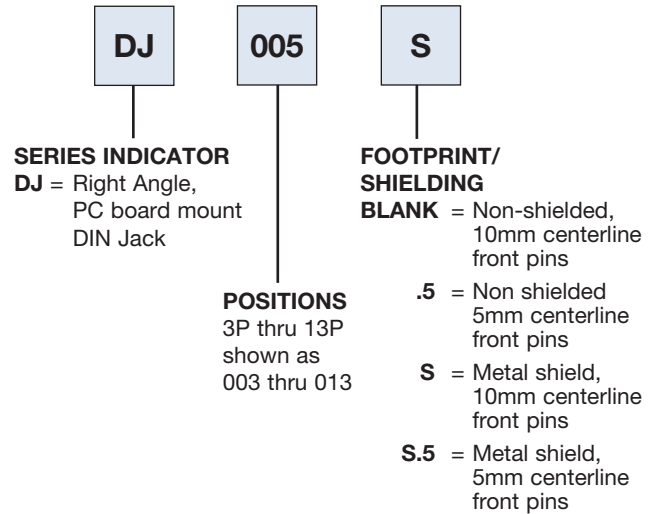 DJ 005 S
SERIES INDICATOR
DJ = Right Angle,
PC board mount
DIN Jack
POSITIONS
3P thru 13P
shown as
003 thru 013
FOOTPRINT/
SHIELDING
BLANK = Non-shielded,
10mm centerline
front pins
.5 = Non shielded
5mm centerline
front pins
S = Metal shield,
10mm centerline
front pins
S.5 = Metal shield,
5mm centerline
front pins